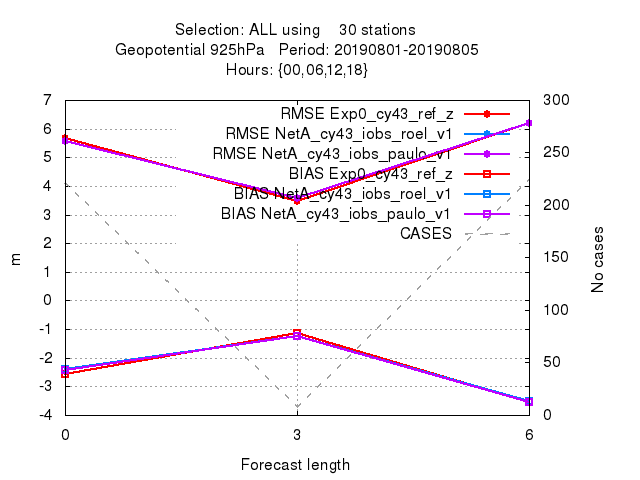 Selection: ALL using 30 stations
Geopotential 925hPa Period: 20190801-20190805
Hours: {00,06,12,18}
7
6
5
4
3
2
1
0
-1
-2
-3
-4
m
RMSE Exp0_cy43_ref_z
RMSE NetA_cy43_iobs_roel_v1
RMSE NetA_cy43_iobs_paulo_v1
BIAS Exp0_cy43_ref_z
BIAS NetA_cy43_iobs_roel_v1
BIAS NetA_cy43_iobs_paulo_v1
CASES
300
250
200
150
100
50
0
No cases
0 3 6
Forecast length